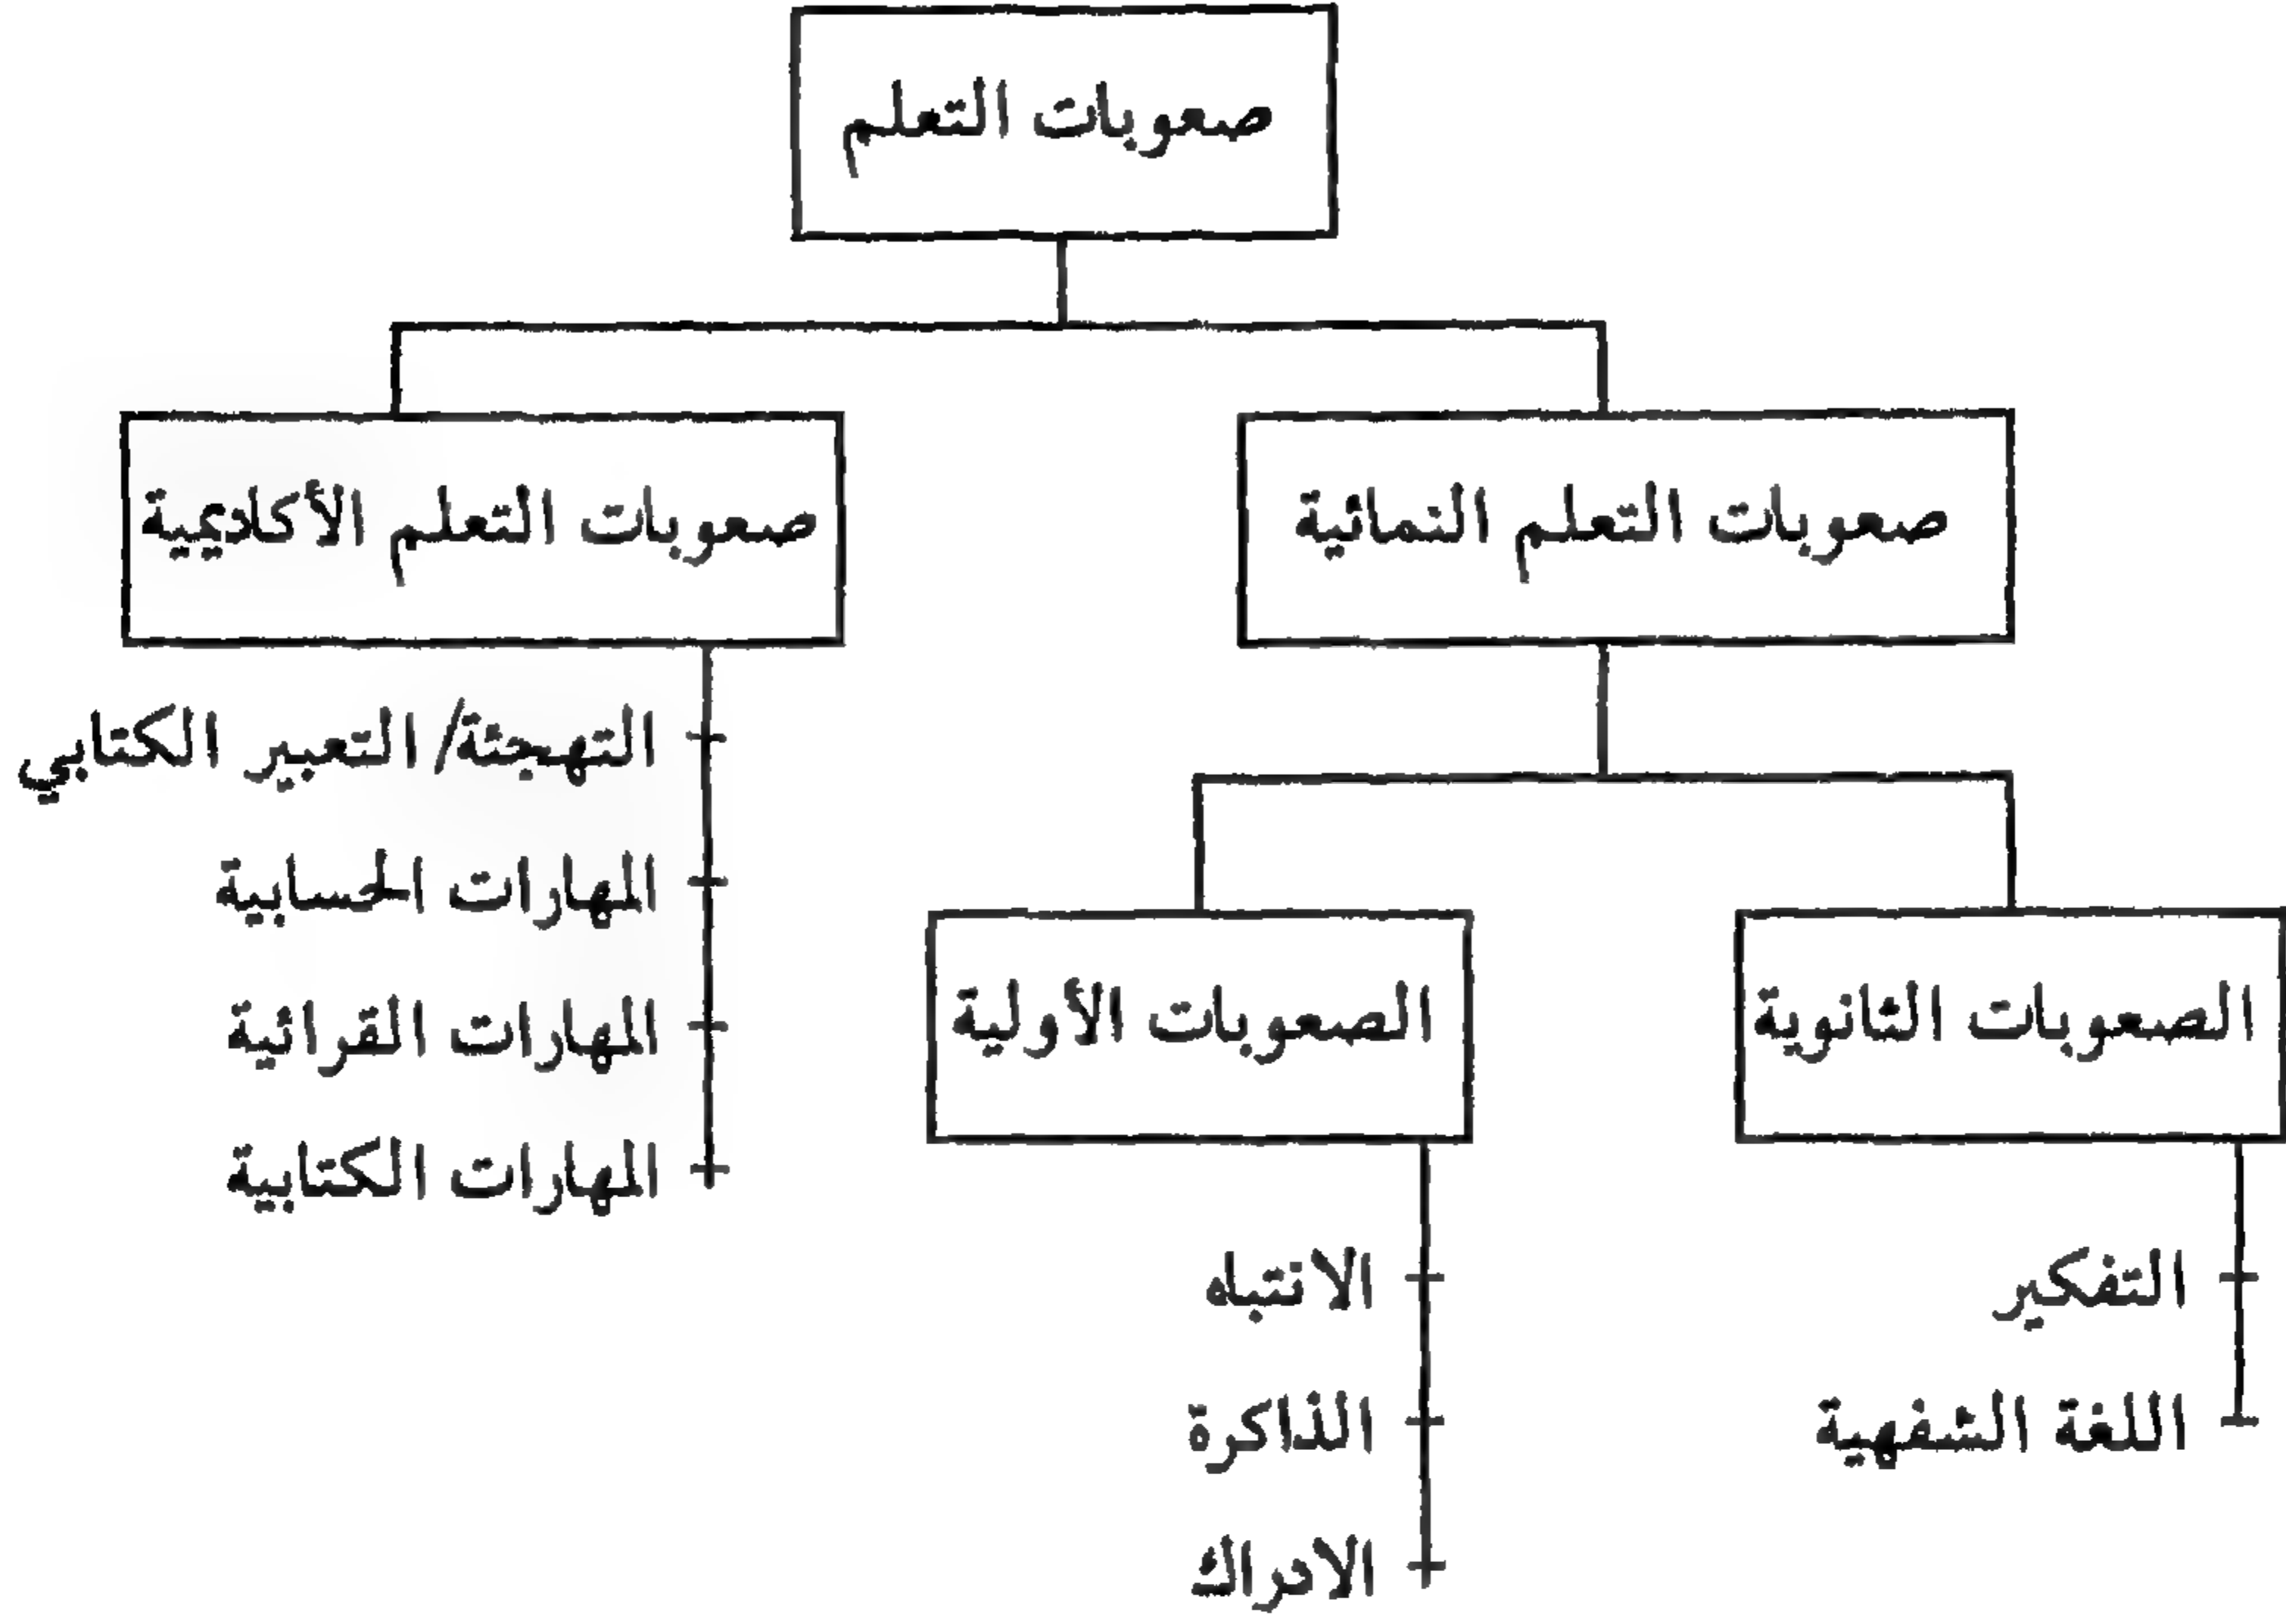 صعوبات التعلم
صعوبات التعلم النمائية
صعوبات التعلم الأكاديمية
التهجئة/ التعبير الكتابي
المهارات الحسابية
المهارات القرائية
المهارات الكتابية
الصعوبات الثانوية
الصعوبات الأولية
التفكير
اللغة الشفهية
الانتباه
الذاكرة
الادراك